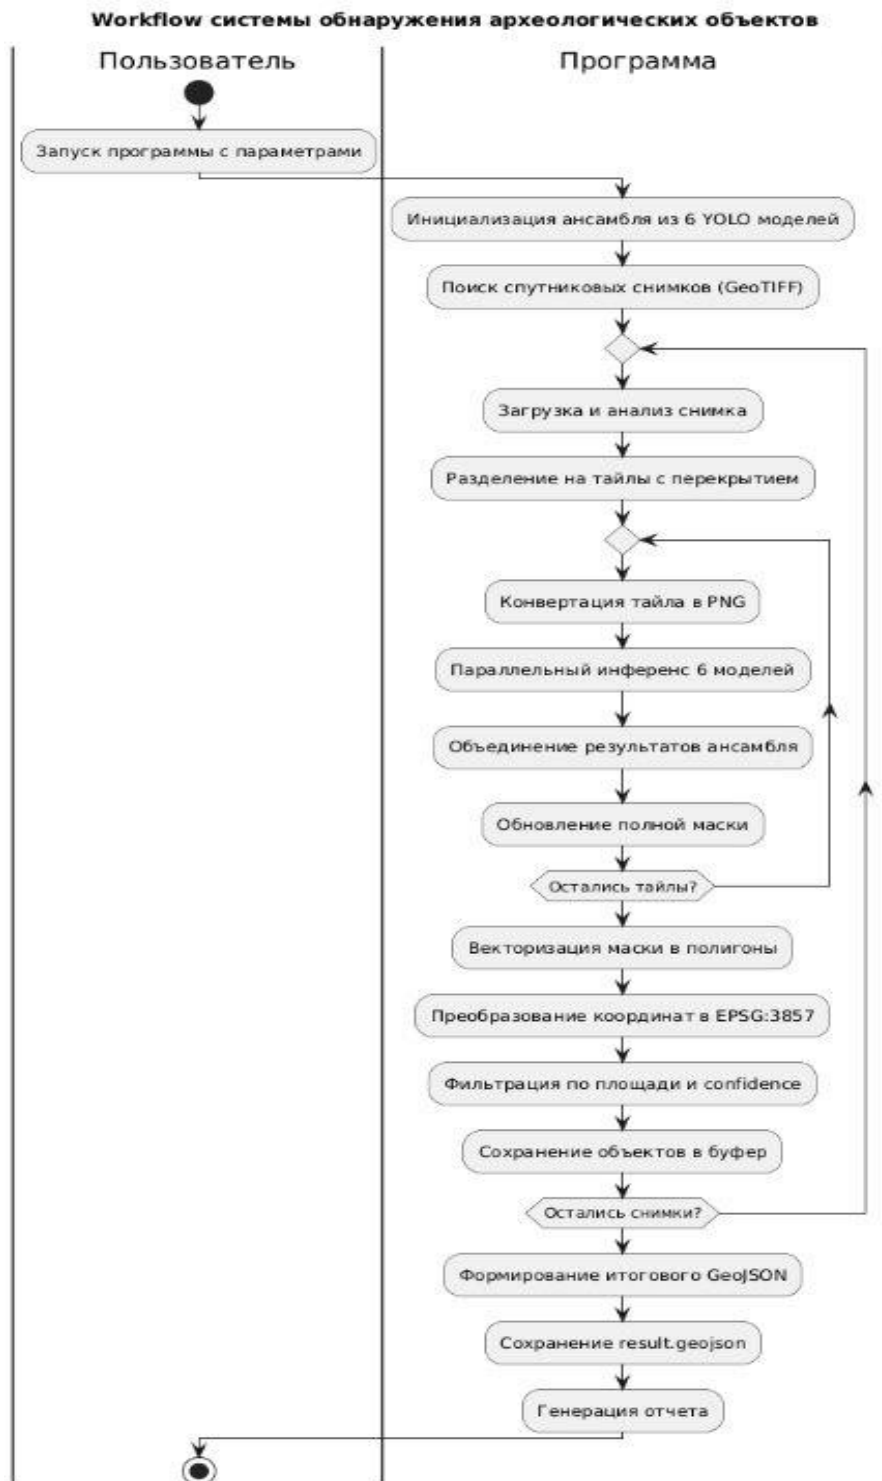 Workflow системы обнаружения археологических объектов
Пользователь
Программа
Запуск программы с параметрами
Инициализация ансамбля из 6 YOLO моделей
Поиск спутниковых снимков (GeoTIFF)
Загрузка и анализ снимка
Разделение на тайлы с перекрытием
Конвертация тайла в PNG
Параллельный инференс 6 моделей
Объединение результатов ансамбля
Обновление полной маски
Остались тайлы?
Векторизация маски в полигоны
Преобразование координат в EPSG:3857
Фильтрация по площади и confidence
Сохранение объектов в буфер
Остались снимки?
Формирование итогового GeoJSON
Сохранение result.geojson
Генерация отчета